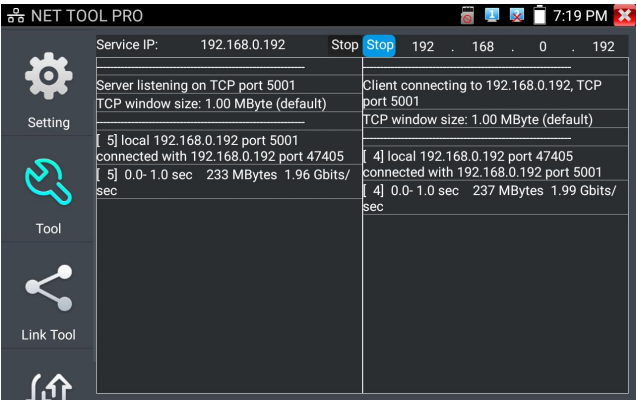 NET TOOL PRO
7:19 PM
Setting
Tool
Link Tool
Service IP: 192.168.0.192 Stop
Server listening on TCP port 5001
TCP window size: 1.00 MByte (default)
[ 5] local 192.168.0.192 port 5001
connected with 192.168.0.192 port 47405
[ 5] 0.0- 1.0 sec 233 MBytes 1.96 Gbits/
sec
Stop 192 . 168 . 0 . 192
Client connecting to 192.168.0.192, TCP
port 5001
TCP window size: 1.00 MByte (default)
[ 4] local 192.168.0.192 port 47405
connected with 192.168.0.192 port 5001
[ 4] 0.0- 1.0 sec 237 MBytes 1.99 Gbits/
sec